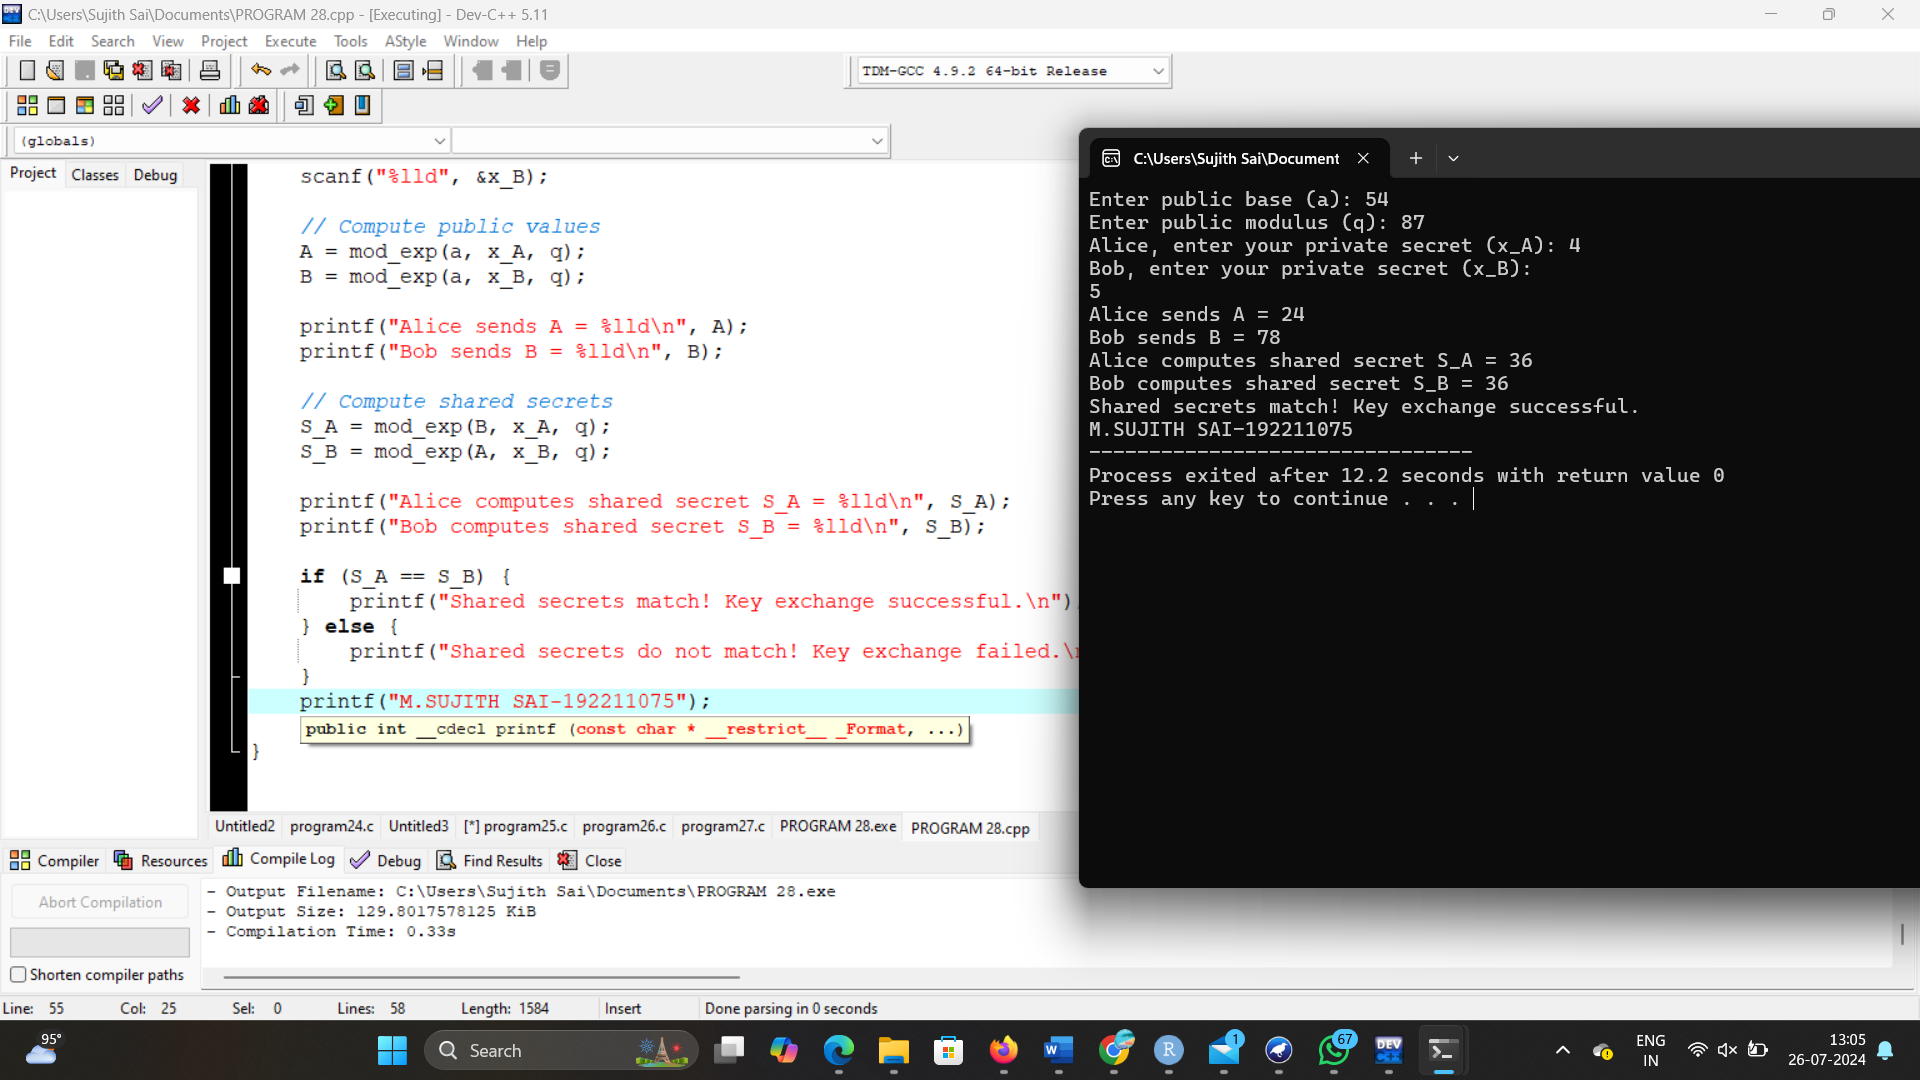 C:\Users\Sujith Sai\Documents\PROGRAM 28.cpp - [Executing] - Dev-C++ 5.11
File Edit Search View Project Execute Tools AStyle Window Help
TDM-GCC 4.9.2 64-bit Release
(globals)
Project Classes Debug
scanf("%lld", &x_B);
// Compute public values
A = mod_exp(a, x_A, q);
B = mod_exp(a, x_B, q);
printf("Alice sends A = %lld\n", A);
printf("Bob sends B = %lld\n", B);
// Compute shared secrets
S_A = mod_exp(B, x_A, q);
S_B = mod_exp(A, x_B, q);
printf("Alice computes shared secret S_A = %lld\n", S_A);
printf("Bob computes shared secret S_B = %lld\n", S_B);
if (S_A == S_B) {
printf("Shared secrets match! Key exchange successful.\n")
} else {
printf("Shared secrets do not match! Key exchange failed.\
}
printf("M.SUJITH SAI-192211075");
public int __cdecl printf (const char * __restrict__ _Format, ...)
}
C:\Users\Sujith Sai\Document
Enter public base (a): 54
Enter public modulus (q): 87
Alice, enter your private secret (x_A): 4
Bob, enter your private secret (x_B):
5
Alice sends A = 24
Bob sends B = 78
Alice computes shared secret S_A = 36
Bob computes shared secret S_B = 36
Shared secrets match! Key exchange successful.
M.SUJITH SAI-192211075
--------------------------------
Process exited after 12.2 seconds with return value 0
Press any key to continue . . .
Untitled2 program24.c Untitled3 [*] program25.c program26.c program27.c PROGRAM 28.exe PROGRAM 28.cpp
Compiler Resources Compile Log Debug Find Results Close
Abort Compilation
Shorten compiler paths
- Output Filename: C:\Users\Sujith Sai\Documents\PROGRAM 28.exe
- Output Size: 129.8017578125 KiB
- Compilation Time: 0.33s
Line: 55 Col: 25 Sel: 0 Lines: 58 Length: 1584 Insert Done parsing in 0 seconds
95°
Search
W
R
1
67
DEV
C++
ENG
IN
13:05
26-07-2024